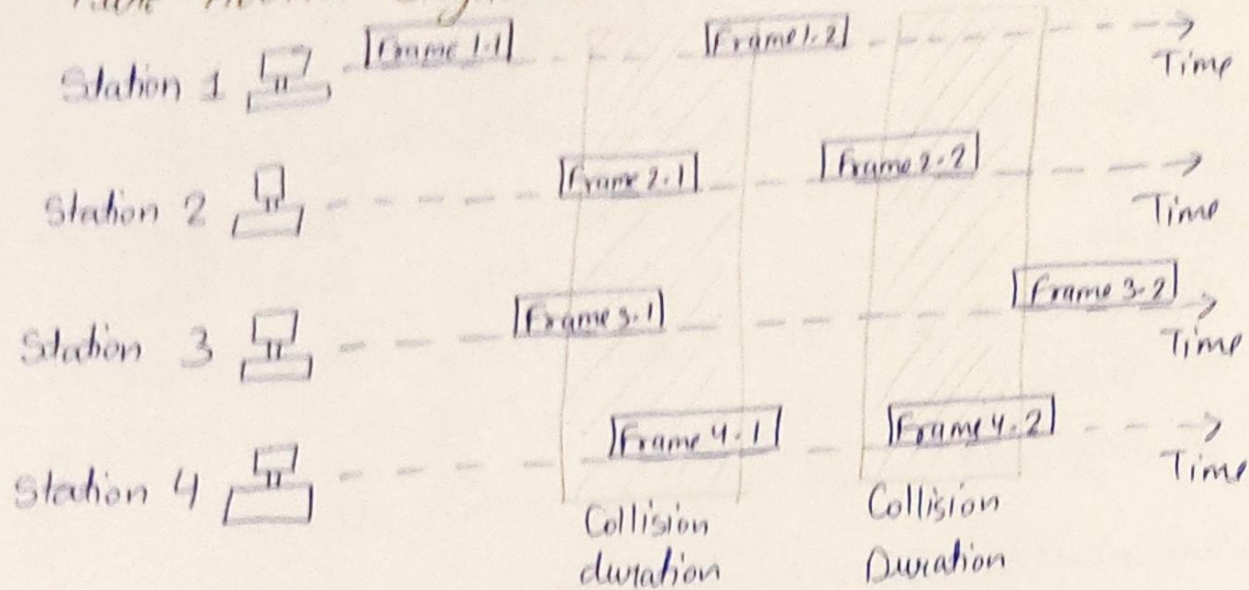 Frame 1.1
Frame 1.2
Station 1
Time
Frame 2.1
Frame 2.2
Station 2
Time
Frame 3.1
Frame 3-2
Station 3
Time
Frame 4.1
Frame 4.2
Station 4
Time
Collision
duration
Collision
Duration